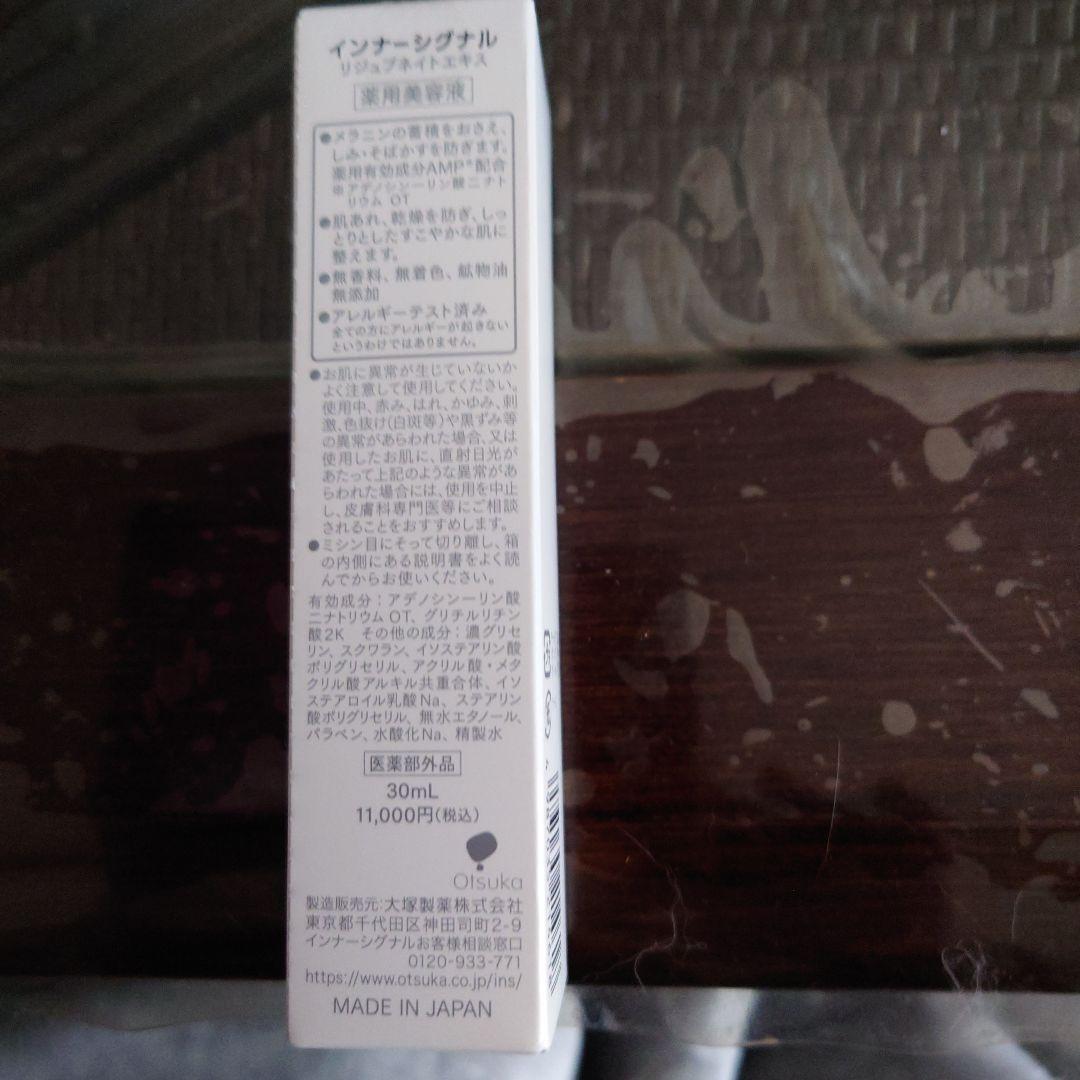 インナーシグナル
リジュブネイトエキス
薬用美容液
●メラニンの蓄積をおさえ、
しみ・そばかすを防ぎます。
薬用有効成分AMP※配合
※アデノシン一リン酸二ナト
リウム OT
●肌あれ、乾燥を防ぎ、しっ
とりとしたすこやかな肌に
整えます。
●無香料、無着色、鉱物油
無添加
●アレルギーテスト済み
全ての方にアレルギーが起きない
というわけではありません。
●お肌に異常が生じていないか
よく注意して使用してください。
使用中、赤み、はれ、かゆみ、刺
激、色抜け(白斑等)や黒ずみ等
の異常があらわれた場合、又は
使用したお肌に、直射日光が
あたって上記のような異常があ
らわれた場合には、使用を中止
し、皮膚科専門医等にご相談
されることをおすすめします。
●ミシン目にそって切り離し、箱
の内側にある説明書をよく読
んでからお使いください。
有効成分：アデノシン一リン酸
二ナトリウム OT、グリチルリチン
酸2K その他の成分：濃グリセ
リン、スクワラン、イソステアリン酸
ポリグリセリル、アクリル酸・メタ
クリル酸アルキル共重合体、イソ
ステアロイル乳酸Na、ステアリン
酸ポリグリセリル、無水エタノール、
パラベン、水酸化Na、精製水
医薬部外品
30mL
11,000円(税込)
Otsuka
製造販売元：大塚製薬株式会社
東京都千代田区神田司町2-9
インナーシグナルお客様相談窓口
0120-933-771
https://www.otsuka.co.jp/ins/
MADE IN JAPAN